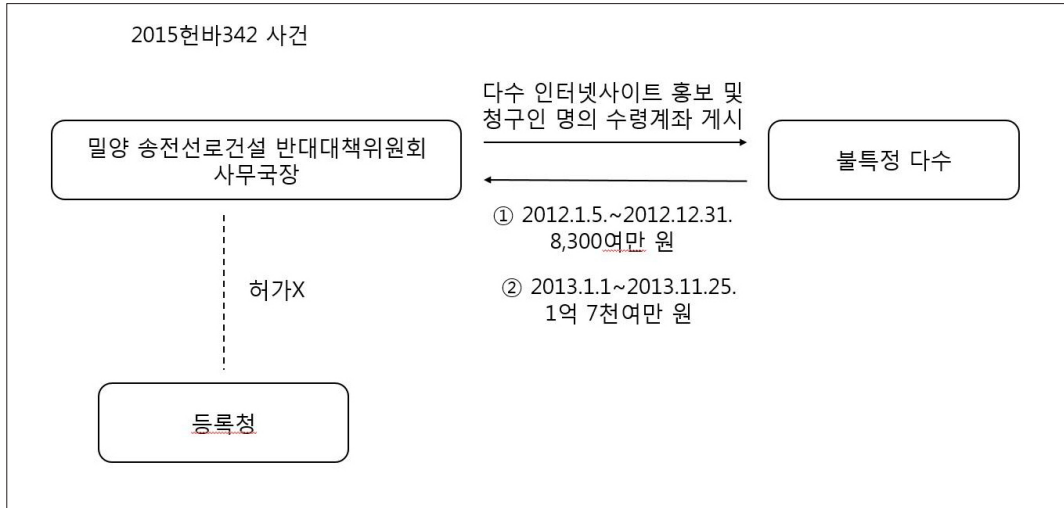 2015헌바342 사건
다수 인터넷사이트 홍보 및
청구인 명의 수령계좌 게시
밀양 송전선로건설 반대대책위원회
사무국장
불특정 다수
① 2012.1.5.~2012.12.31.
8,300여만 원
② 2013.1.1~2013.11.25.
1억 7천여만 원
허가X
등록청